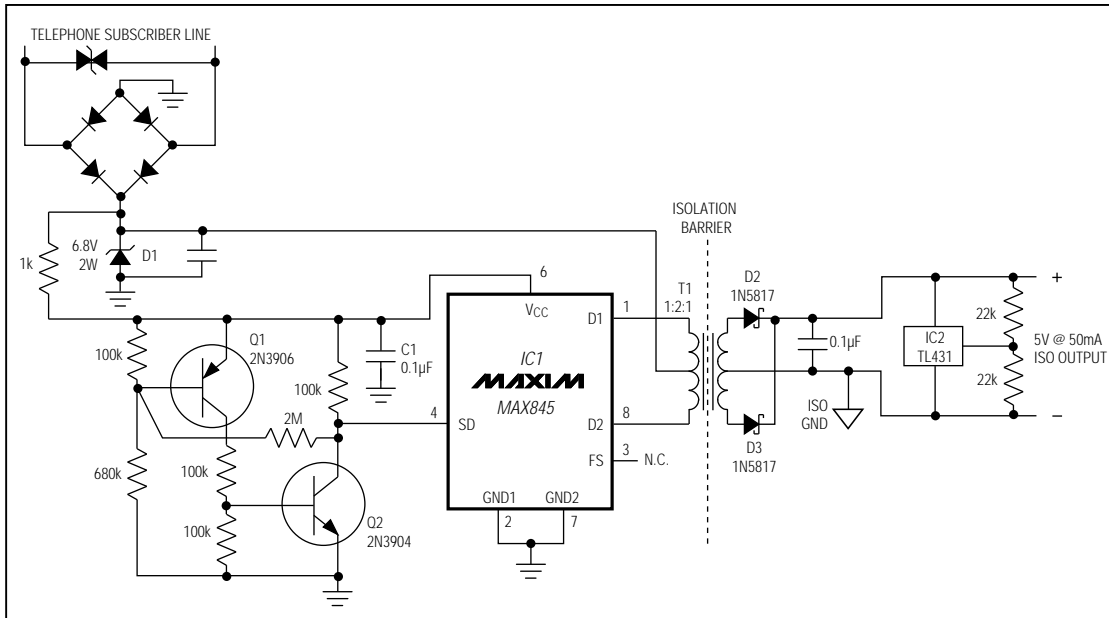 TELEPHONE SUBSCRIBER LINE
1k
6.8V
2W
D1
ISOLATION
BARRIER
6
VCC
T1
1:2:1
D2
1N5817
+
100k
Q1
2N3906
100k
C1
0.1µF
IC1
MAXIM
MAX845
D1
1
0.1µF
IC2
TL431
22k
22k
5V @ 50mA
ISO OUTPUT
4
SD
D2
8
FS
3
N.C.
ISO
GND
–
D3
1N5817
2M
680k
100k
100k
Q2
2N3904
GND1
GND2
2
7